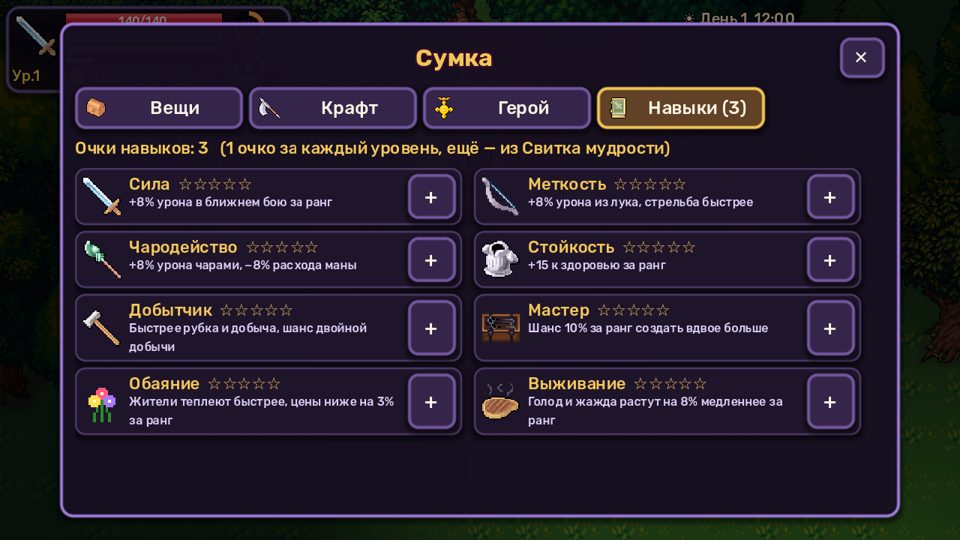 140/140
День 1 12:00
Ур.1
Сумка
×
Вещи
Крафт
Герой
Навыки (3)
Очки навыков: 3 (1 очко за каждый уровень, ещё — из Свитка мудрости)
Сила ☆☆☆☆☆
+8% урона в ближнем бою за ранг
+
Меткость ☆☆☆☆☆
+8% урона из лука, стрельба быстрее
+
Чародейство ☆☆☆☆☆
+8% урона чарами, −8% расхода маны
+
Стойкость ☆☆☆☆☆
+15 к здоровью за ранг
+
Добытчик ☆☆☆☆☆
Быстрее рубка и добыча, шанс двойной
добычи
+
Мастер ☆☆☆☆☆
Шанс 10% за ранг создать вдвое больше
+
Обаяние ☆☆☆☆☆
Жители теплеют быстрее, цены ниже на 3%
за ранг
+
Выживание ☆☆☆☆☆
Голод и жажда растут на 8% медленнее за
ранг
+